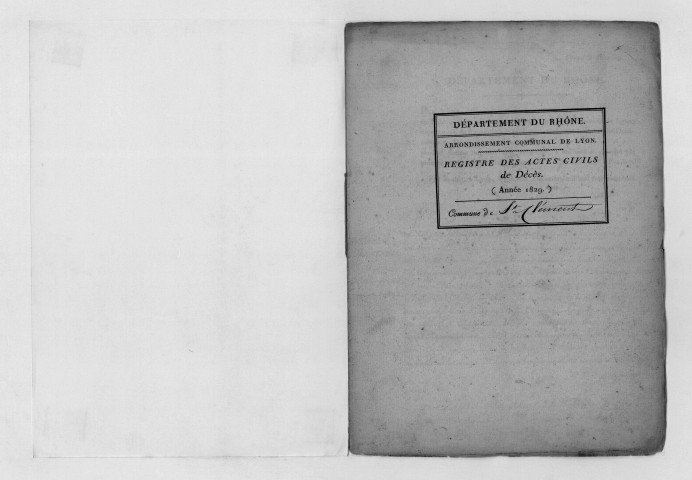 DÉPARTEMENT DU RHÔNE.
ARRONDISSEMENT COMMUNAL DE LYON.
REGISTRE DES ACTES CIVILS
de Décès.
( Année 1829. )
Commune de St Clément